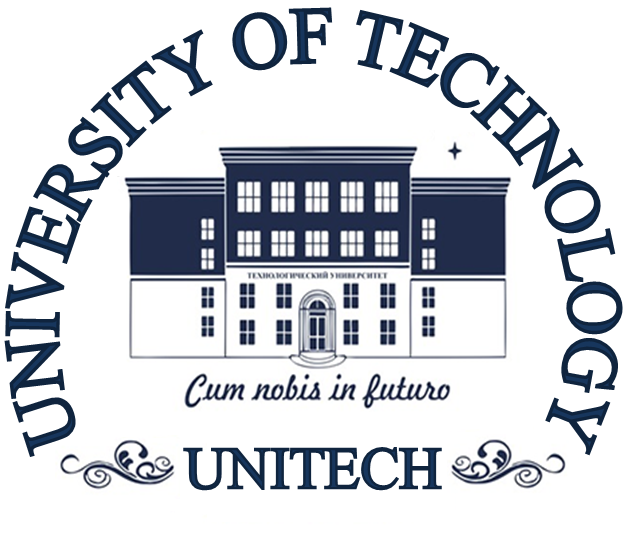 UNIVERSITY OF TECHNOLOGY
ТЕХНОЛОГИЧЕСКИЙ УНИВЕРСИТЕТ
Cum nobis in futuro
UNITECH